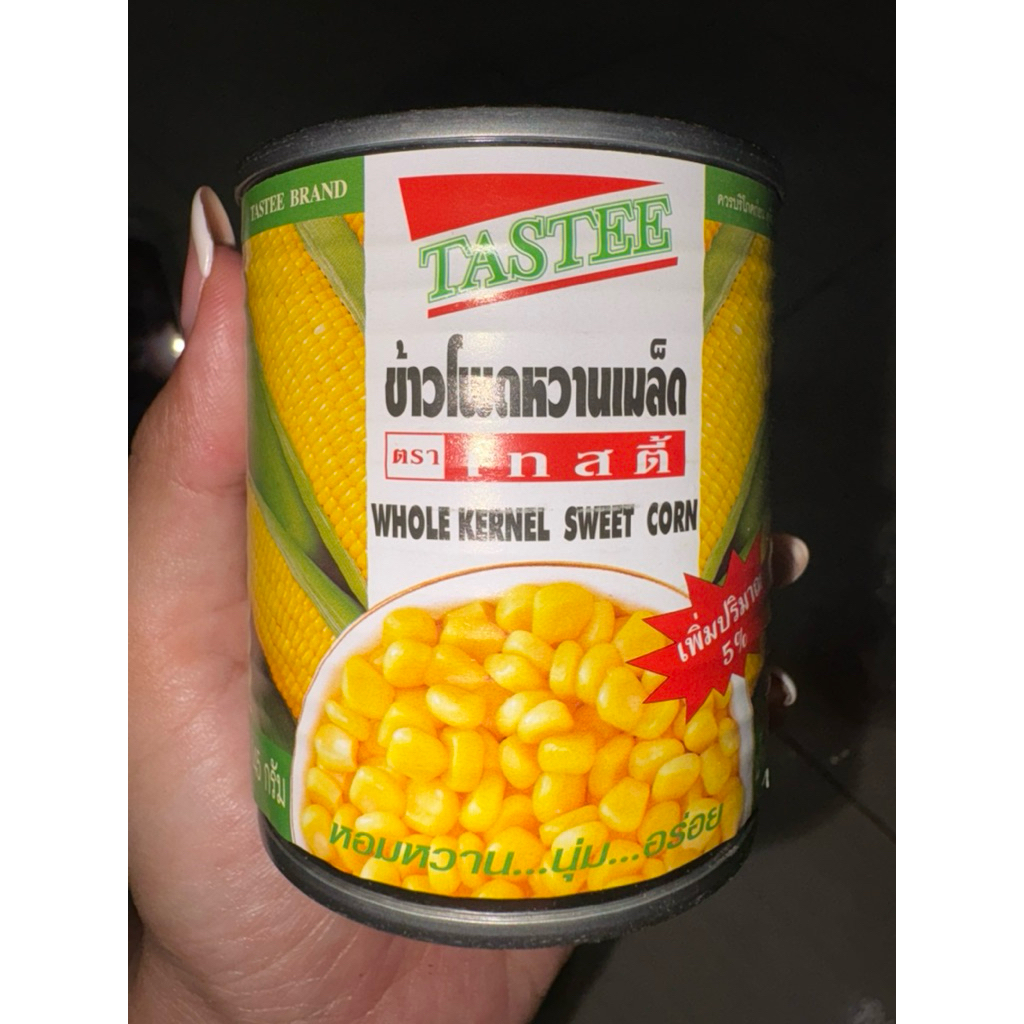 TASTEE BRAND
TASTEE
ข้าวโพดหวานเมล็ด
ตรา เทสตี้
WHOLE KERNEL SWEET CORN
เพิ่มปริมาณ
5%
กรัม
หอมหวาน...นุ่ม...อร่อย